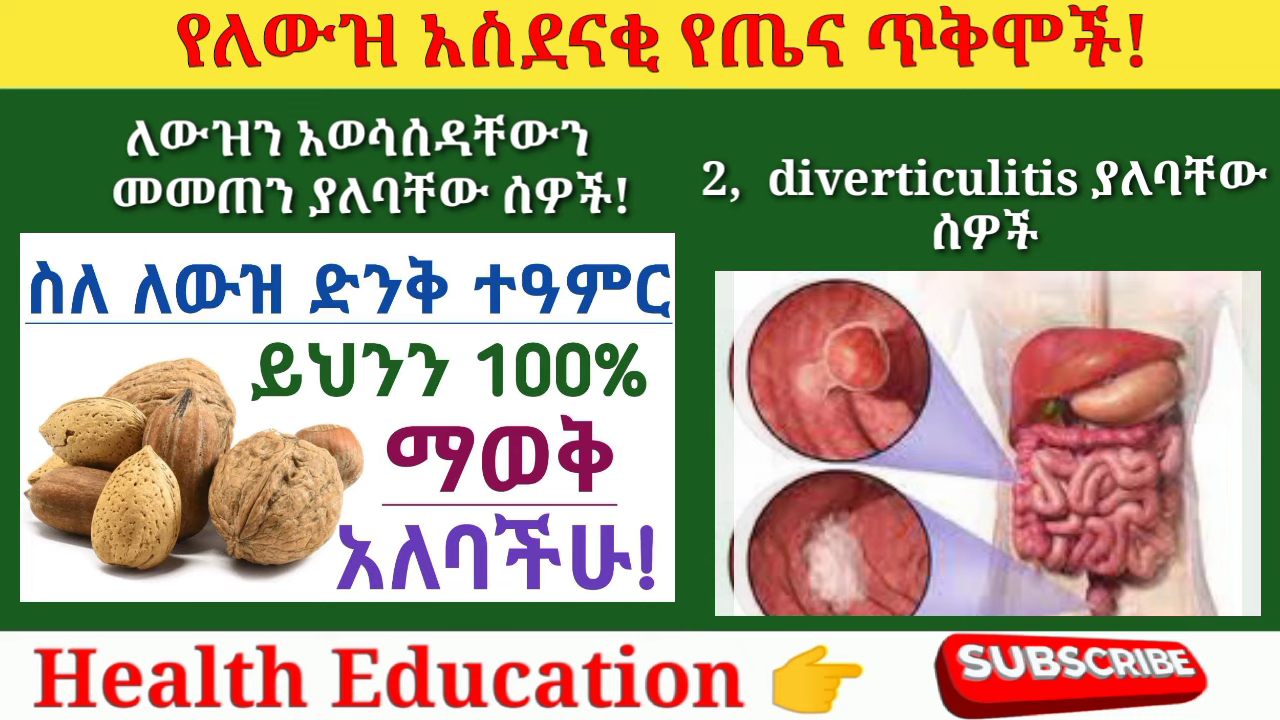 የለውዝ አስደናቂ የጤና ጥቅሞች!
ለውዝን አወሳሰዳቸውን
መመጠን ያለባቸው ሰዎች!
ስለ ለውዝ ድንቅ ተዓምር
ይህንን 100%
ማወቅ
አለባችሁ!
2, diverticulitis ያለባቸው
ሰዎች
Health Education
SUBSCRIBE